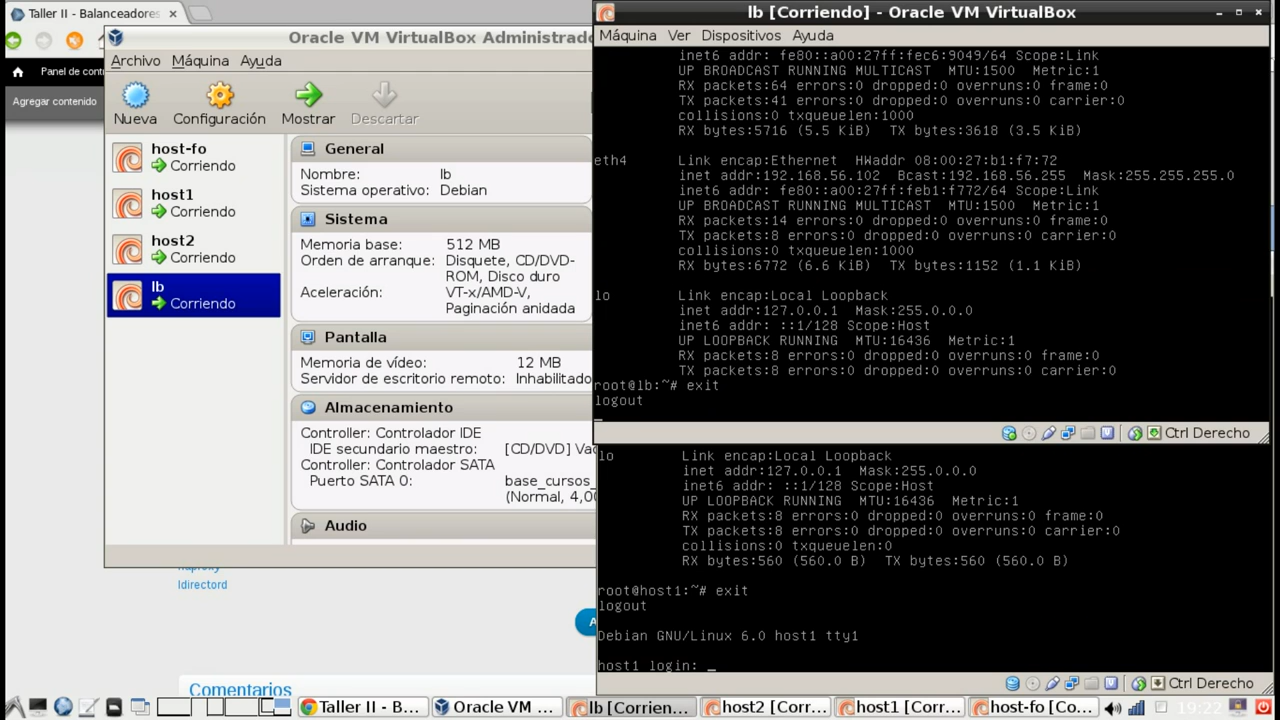 Taller II - Balanceadores
Panel de cont
Agregar contenido
Oracle VM VirtualBox Administrado
Archivo Máquina Ayuda
Nueva Configuración Mostrar Descartar
host-fo
Corriendo
host1
Corriendo
host2
Corriendo
lb
Corriendo
General
Nombre: lb
Sistema operativo: Debian
Sistema
Memoria base: 512 MB
Orden de arranque: Disquete, CD/DVD-
ROM, Disco duro
Aceleración: VT-x/AMD-V,
Paginación anidada
Pantalla
Memoria de vídeo: 12 MB
Servidor de escritorio remoto: Inhabilitado
Almacenamiento
Controller: Controlador IDE
IDE secundario maestro: [CD/DVD] Vac
Controller: Controlador SATA
Puerto SATA 0: base_cursos_
(Normal, 4,00
Audio
ldirectord
A
Comentarios
lb [Corriendo] - Oracle VM VirtualBox
Máquina Ver Dispositivos Ayuda
inet6 addr: fe80::a00:27ff:fec6:9049/64 Scope:Link
UP BROADCAST RUNNING MULTICAST MTU:1500 Metric:1
RX packets:64 errors:0 dropped:0 overruns:0 frame:0
TX packets:41 errors:0 dropped:0 overruns:0 carrier:0
collisions:0 txqueuelen:1000
RX bytes:5716 (5.5 KiB) TX bytes:3618 (3.5 KiB)
eth4 Link encap:Ethernet HWaddr 08:00:27:b1:f7:72
inet addr:192.168.56.102 Bcast:192.168.56.255 Mask:255.255.255.0
inet6 addr: fe80::a00:27ff:feb1:f772/64 Scope:Link
UP BROADCAST RUNNING MULTICAST MTU:1500 Metric:1
RX packets:14 errors:0 dropped:0 overruns:0 frame:0
TX packets:8 errors:0 dropped:0 overruns:0 carrier:0
collisions:0 txqueuelen:1000
RX bytes:6772 (6.6 KiB) TX bytes:1152 (1.1 KiB)
lo Link encap:Local Loopback
inet addr:127.0.0.1 Mask:255.0.0.0
inet6 addr: ::1/128 Scope:Host
UP LOOPBACK RUNNING MTU:16436 Metric:1
RX packets:8 errors:0 dropped:0 overruns:0 frame:0
TX packets:8 errors:0 dropped:0 overruns:0 carrier:0
root@lb:~# exit
logout
Ctrl Derecho
lo Link encap:Local Loopback
inet addr:127.0.0.1 Mask:255.0.0.0
inet6 addr: ::1/128 Scope:Host
UP LOOPBACK RUNNING MTU:16436 Metric:1
RX packets:8 errors:0 dropped:0 overruns:0 frame:0
TX packets:8 errors:0 dropped:0 overruns:0 carrier:0
collisions:0 txqueuelen:0
RX bytes:560 (560.0 B) TX bytes:560 (560.0 B)
root@host1:~# exit
logout
Debian GNU/Linux 6.0 host1 tty1
host1 login: _
Ctrl Derecho
Taller II - B... Oracle VM ... lb [Corrien... host2 [Corr... host1 [Corr... host-fo [Co... 19:22